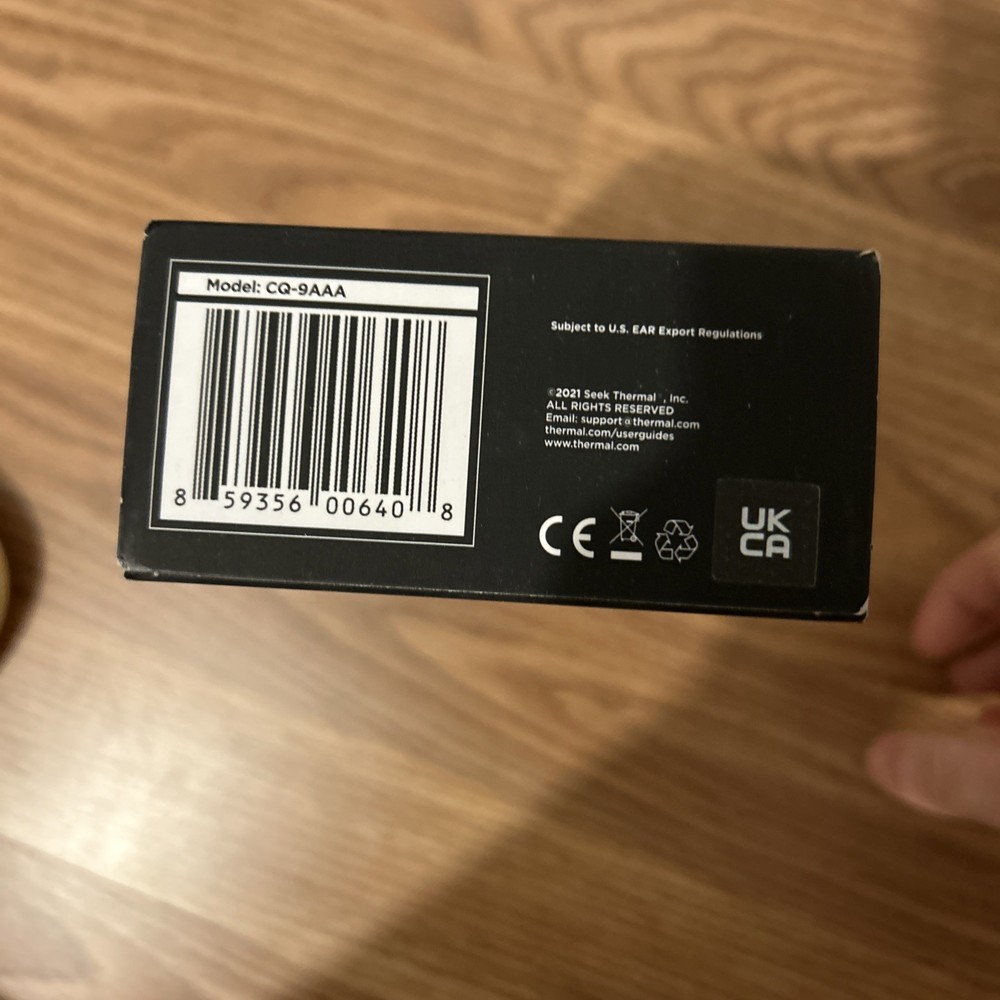 Model: CQ-9AAA
8 59356 00640 8
Subject to U.S. EAR Export Regulations
©2021 Seek Thermal, Inc.
ALL RIGHTS RESERVED
Email: support@thermal.com
thermal.com/userguides
www.thermal.com
CE
UK
CA